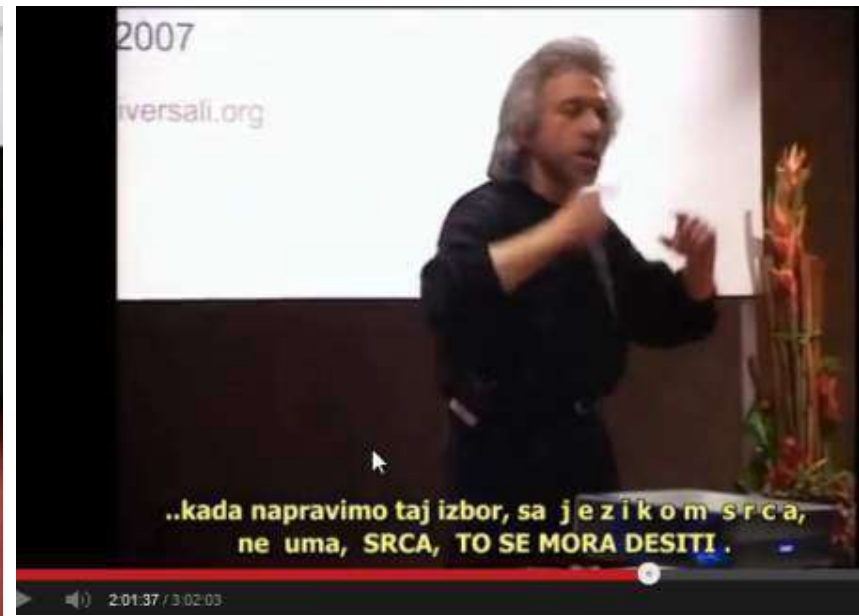 2007
iversali.org
..kada napravimo taj izbor, sa j e z i k o m s r c a,
ne uma, SRCA, TO SE MORA DESITI .
2:01:37 / 3:02:03